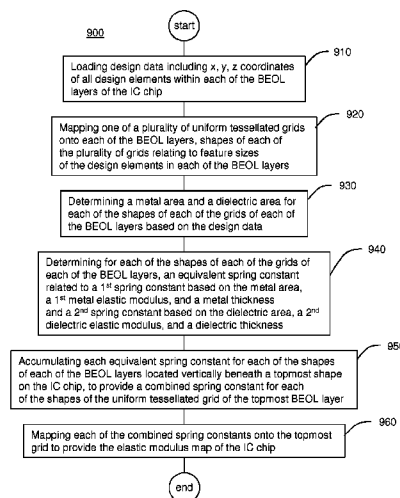 900
start
910
Loading design data including x, y, z coordinates
of all design elements within each of the BEOL
layers of the IC chip
920
Mapping one of a plurality of uniform tessellated grids
onto each of the BEOL layers, shapes of each of
the plurality of grids relating to feature sizes
of the design elements in each of the BEOL layers
930
Determining a metal area and a dielectric area for
each of the shapes of each of the grids of each of
the BEOL layers based on the design data
940
Determining for each of the shapes of each of the grids of
each of the BEOL layers, an equivalent spring constant
related to a 1st spring constant based on the metal area,
a 1st metal elastic modulus, and a metal thickness
and a 2nd spring constant based on the dielectric area, a 2nd
dielectric elastic modulus, and a dielectric thickness
950
Accumulating each equivalent spring constant for each of the shapes
of each of the BEOL layers located vertically beneath a topmost shape
on the IC chip, to provide a combined spring constant for each
of the shapes of the uniform tessellated grid of the topmost BEOL layer
960
Mapping each of the combined spring constants onto the topmost
grid to provide the elastic modulus map of the IC chip
end